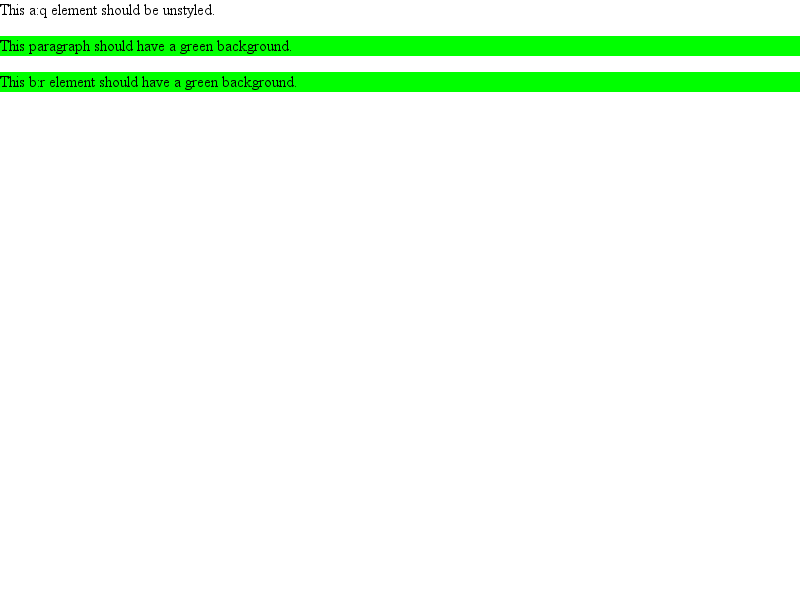 This a:q element should be unstyled.
This paragraph should have a green background.
This b:r element should have a green background.